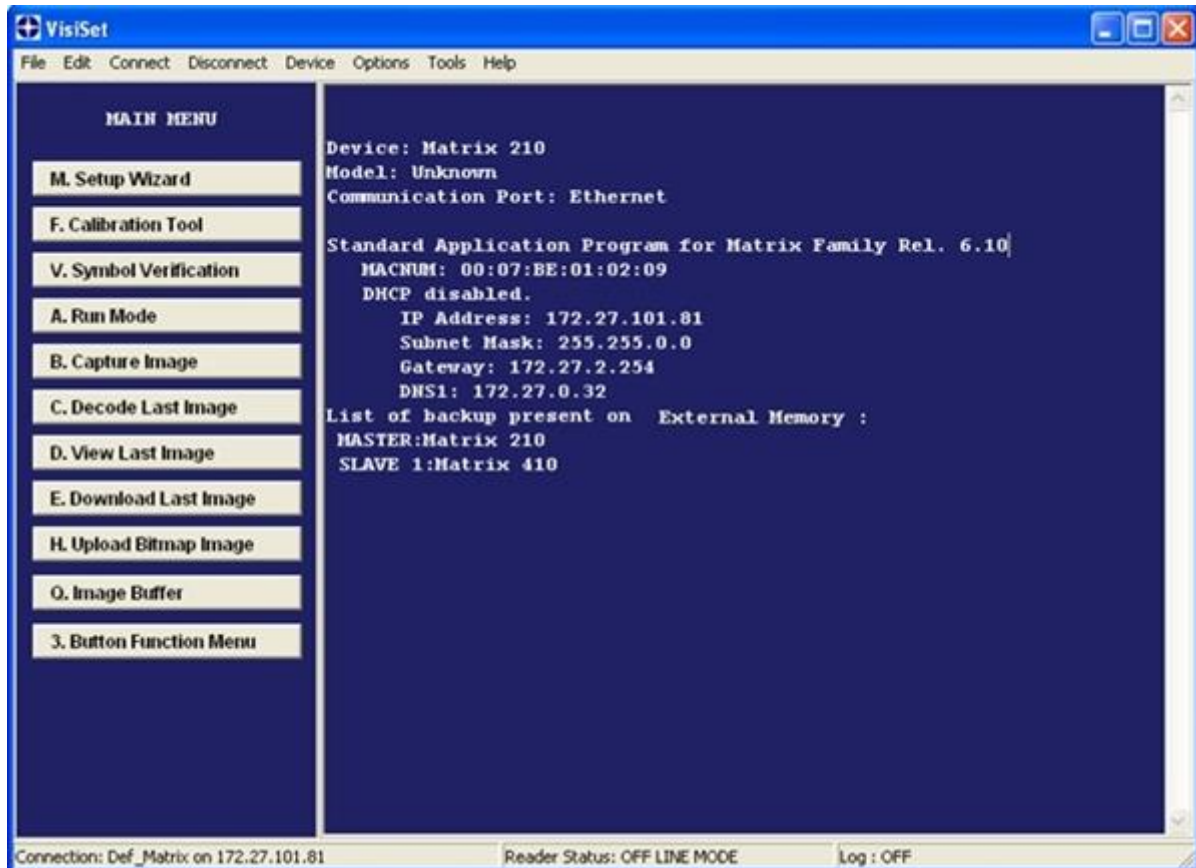 VisiSet
File Edit Connect Disconnect Device Options Tools Help
MAIN MENU
M. Setup Wizard
F. Calibration Tool
V. Symbol Verification
A. Run Mode
B. Capture Image
C. Decode Last Image
D. View Last Image
E. Download Last Image
H. Upload Bitmap Image
Q. Image Buffer
3. Button Function Menu
Device: Matrix 210
Model: Unknown
Communication Port: Ethernet
Standard Application Program for Matrix Family Rel. 6.10
MACNUM: 00:07:BE:01:02:09
DHCP disabled.
IP Address: 172.27.101.81
Subnet Mask: 255.255.0.0
Gateway: 172.27.2.254
DNS1: 172.27.0.32
List of backup present on External Memory :
MASTER:Matrix 210
SLAVE 1:Matrix 410
Connection: Def_Matrix on 172.27.101.81 Reader Status: OFF LINE MODE Log : OFF